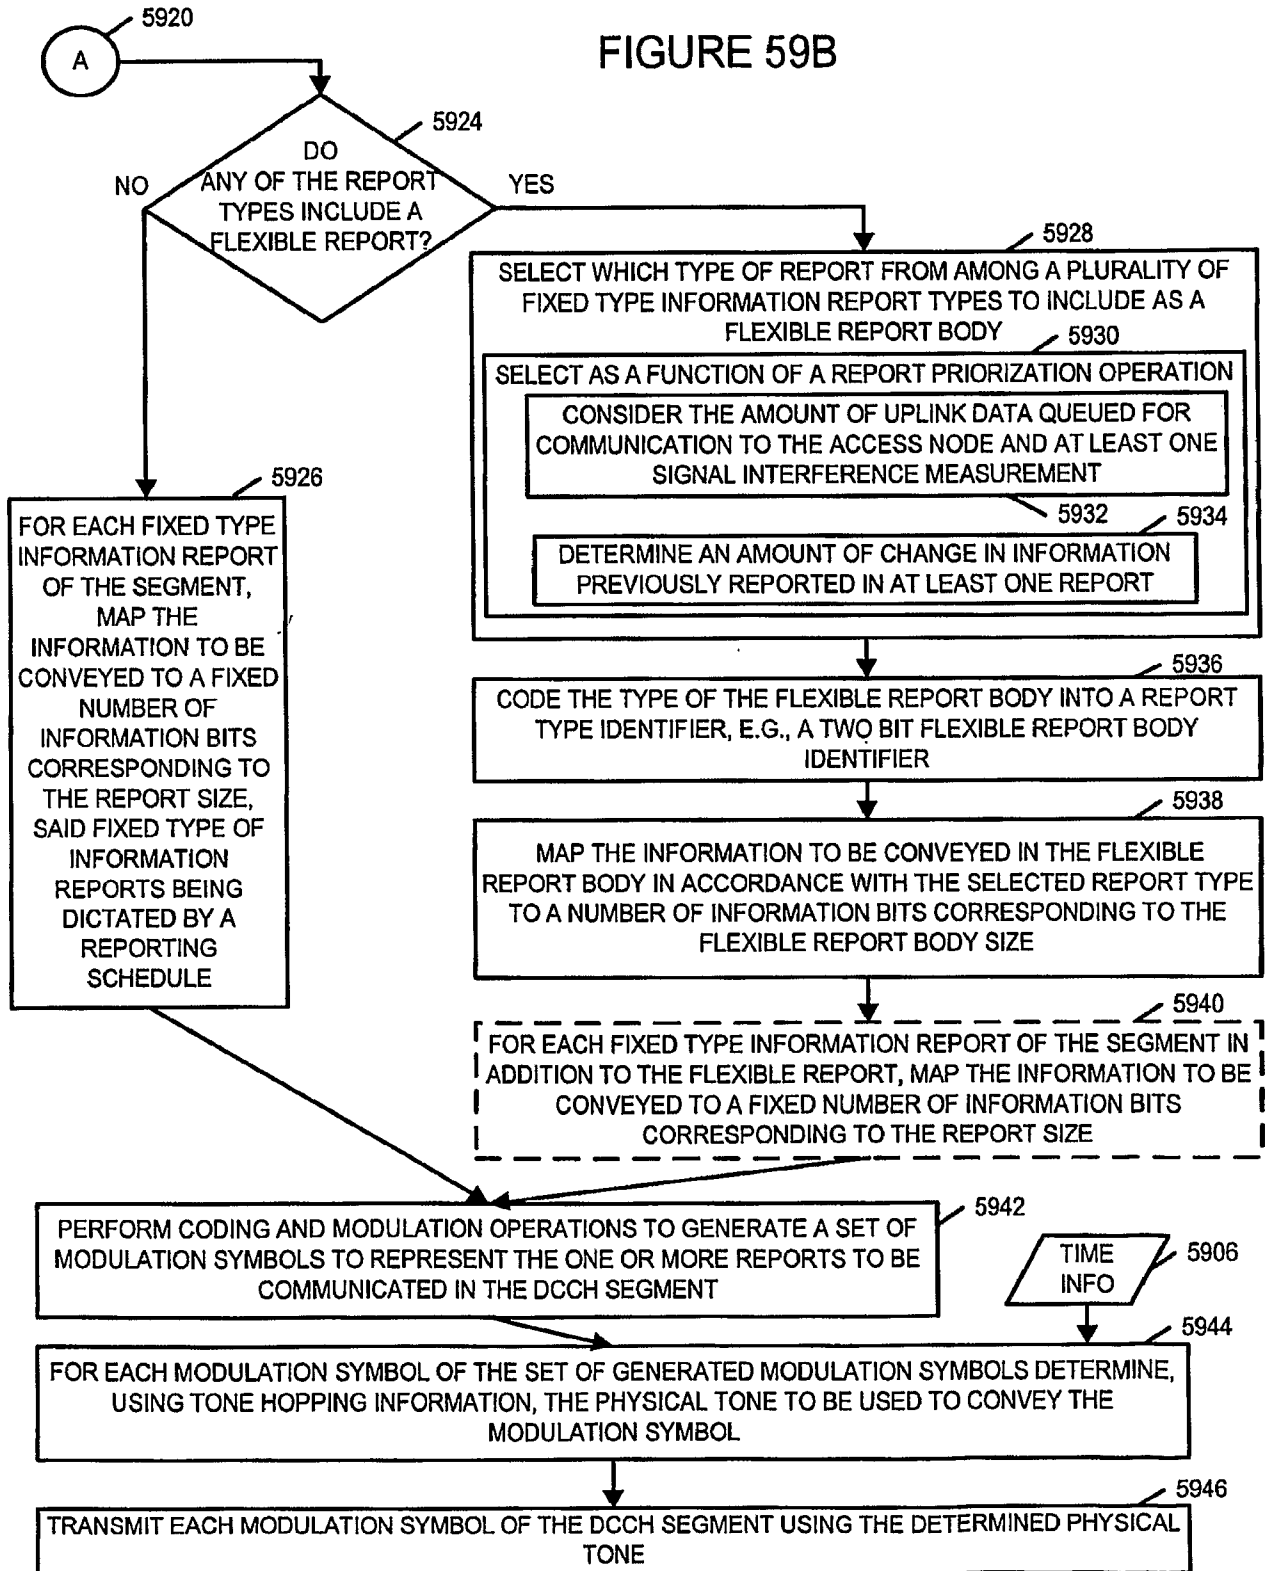 5920
A
FIGURE 59B
5924
DO
ANY OF THE REPORT
TYPES INCLUDE A
FLEXIBLE REPORT?
NO
YES
5928
SELECT WHICH TYPE OF REPORT FROM AMONG A PLURALITY OF
FIXED TYPE INFORMATION REPORT TYPES TO INCLUDE AS A
FLEXIBLE REPORT BODY
5930
SELECT AS A FUNCTION OF A REPORT PRIORIZATION OPERATION
CONSIDER THE AMOUNT OF UPLINK DATA QUEUED FOR
COMMUNICATION TO THE ACCESS NODE AND AT LEAST ONE
SIGNAL INTERFERENCE MEASUREMENT
5932
5934
DETERMINE AN AMOUNT OF CHANGE IN INFORMATION
PREVIOUSLY REPORTED IN AT LEAST ONE REPORT
5926
FOR EACH FIXED TYPE
INFORMATION REPORT
OF THE SEGMENT,
MAP THE
INFORMATION TO BE
CONVEYED TO A FIXED
NUMBER OF
INFORMATION BITS
CORRESPONDING TO
THE REPORT SIZE,
SAID FIXED TYPE OF
INFORMATION
REPORTS BEING
DICTATED BY A
REPORTING
SCHEDULE
5936
CODE THE TYPE OF THE FLEXIBLE REPORT BODY INTO A REPORT
TYPE IDENTIFIER, E.G., A TWO BIT FLEXIBLE REPORT BODY
IDENTIFIER
5938
MAP THE INFORMATION TO BE CONVEYED IN THE FLEXIBLE
REPORT BODY IN ACCORDANCE WITH THE SELECTED REPORT TYPE
TO A NUMBER OF INFORMATION BITS CORRESPONDING TO THE
FLEXIBLE REPORT BODY SIZE
5940
FOR EACH FIXED TYPE INFORMATION REPORT OF THE SEGMENT IN
ADDITION TO THE FLEXIBLE REPORT, MAP THE INFORMATION TO BE
CONVEYED TO A FIXED NUMBER OF INFORMATION BITS
CORRESPONDING TO THE REPORT SIZE
5942
PERFORM CODING AND MODULATION OPERATIONS TO GENERATE A SET OF
MODULATION SYMBOLS TO REPRESENT THE ONE OR MORE REPORTS TO BE
COMMUNICATED IN THE DCCH SEGMENT
TIME
INFO
5906
5944
FOR EACH MODULATION SYMBOL OF THE SET OF GENERATED MODULATION SYMBOLS DETERMINE,
USING TONE HOPPING INFORMATION, THE PHYSICAL TONE TO BE USED TO CONVEY THE
MODULATION SYMBOL
5946
TRANSMIT EACH MODULATION SYMBOL OF THE DCCH SEGMENT USING THE DETERMINED PHYSICAL
TONE